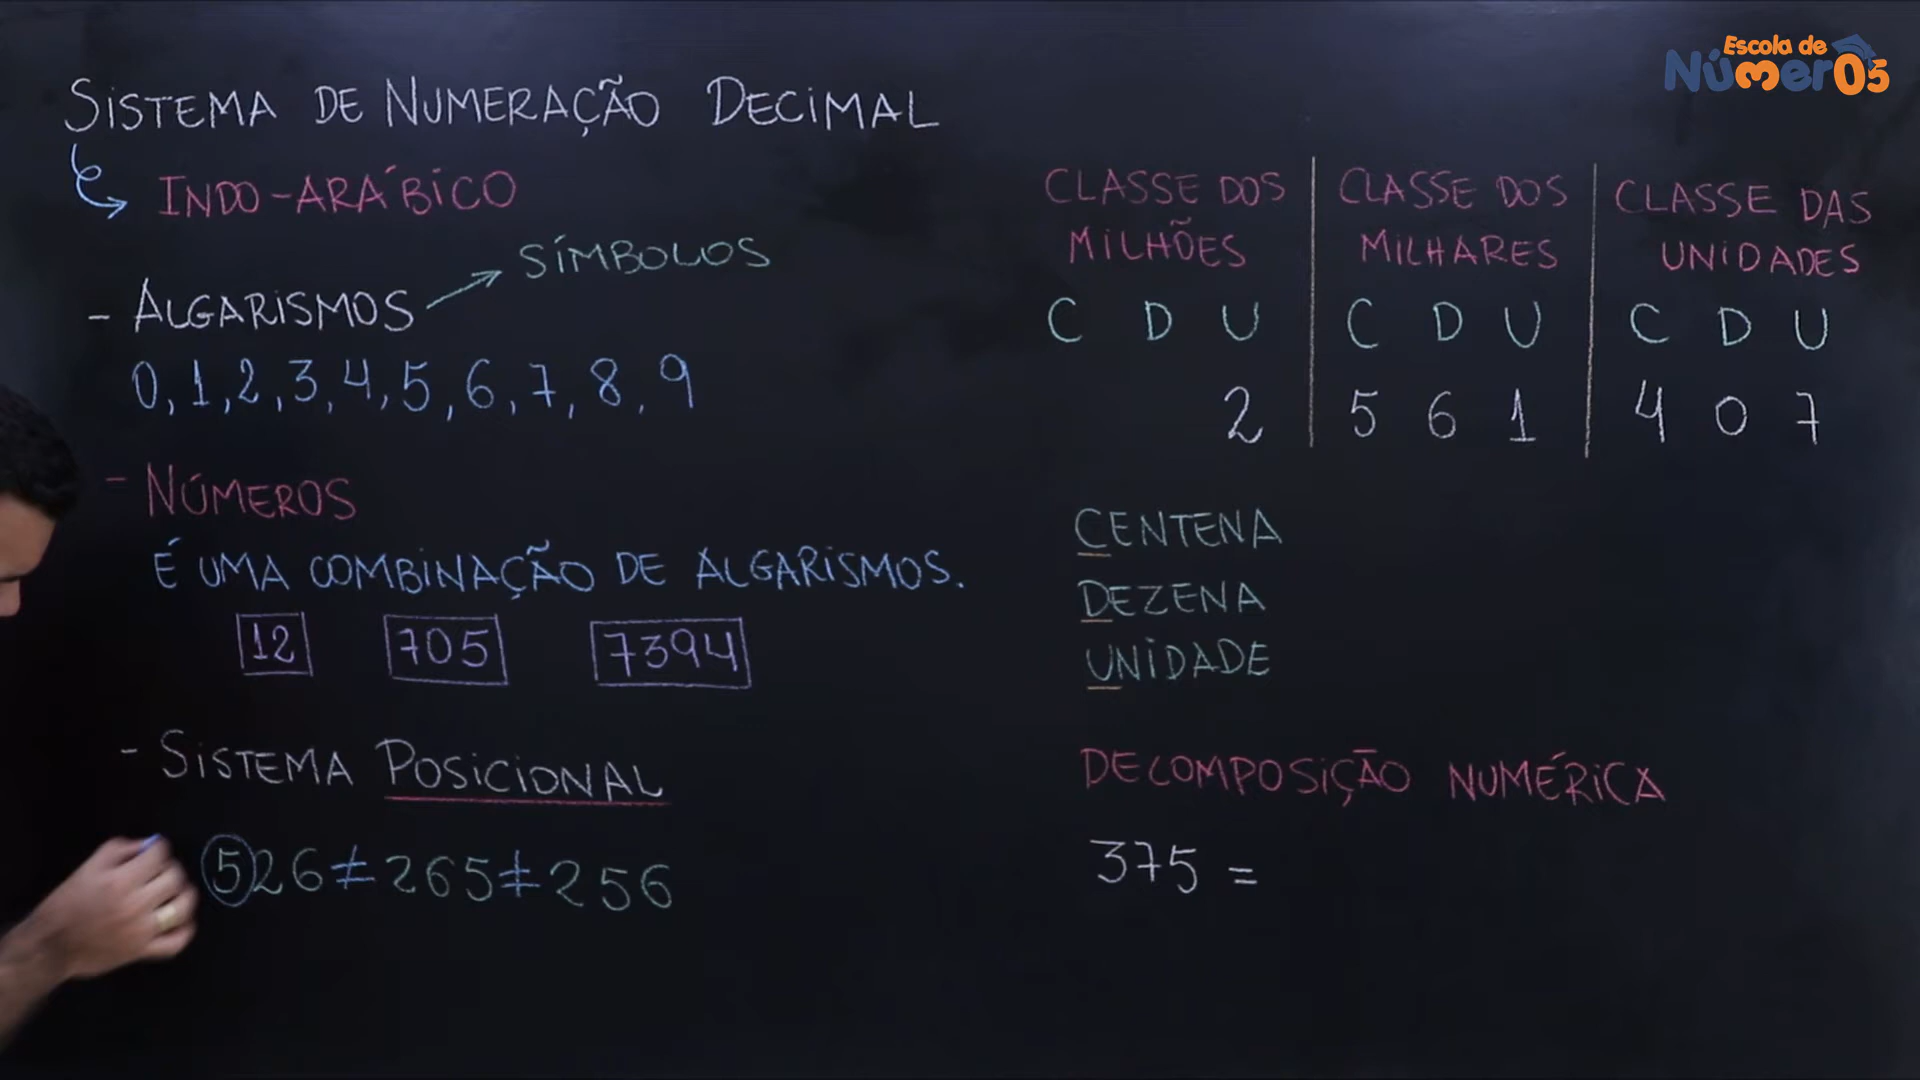 Escola de
Números
SISTEMA DE NUMERAÇÃO DECIMAL
INDO-ARÁBICO
- ALGARISMOS
SÍMBOLOS
0, 1, 2, 3, 4, 5, 6, 7, 8, 9
- NÚMEROS
É UMA COMBINAÇÃO DE ALGARISMOS.
12 705 7394
- SISTEMA POSICIONAL
526 ≠ 265 ≠ 256
CLASSE DOS MILHÕES
CLASSE DOS MILHARES
CLASSE DAS UNIDADES
C D U C D U C D U
2 5 6 1 4 0 7
CENTENA
DEZENA
UNIDADE
DECOMPOSIÇÃO NUMÉRICA
375 =